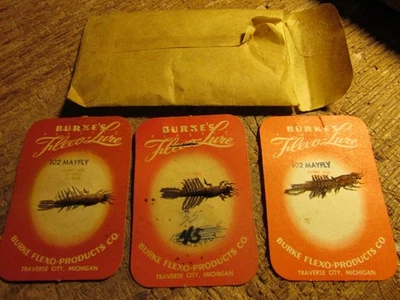 BURKE'S
Flexo-Lure
102 MAYFLY
BURKE FLEXO-PRODUCTS CO.
TRAVERSE CITY, MICHIGAN
BURKE'S
Flexo-Lure
45
BURKE FLEXO-PRODUCTS CO.
TRAVERSE CITY, MICHIGAN
BURKE'S
Flexo-Lure
102 MAYFLY
BURKE FLEXO-PRODUCTS CO.
TRAVERSE CITY, MICHIGAN